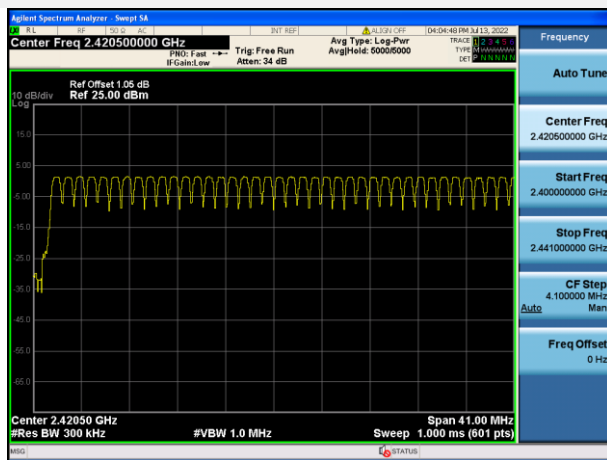 Agilent Spectrum Analyzer - Swept SA
RL RF 50 Ω AC INT REF ALIGN OFF 04:04:48 PM Jul 13, 2022
Center Freq 2.420500000 GHz
PNO: Fast
IFGain:Low
Trig: Free Run
Atten: 34 dB
Avg Type: Log-Pwr
Avg|Hold: 5000/5000
TRACE 1 2 3 4 5 6
TYPE M
DET P N N N N N
Ref Offset 1.05 dB
10 dB/div Ref 25.00 dBm
Log
15.0
5.00
-5.00
-15.0
-25.0
-35.0
-45.0
-55.0
-65.0
Center 2.42050 GHz Span 41.00 MHz
#Res BW 300 kHz #VBW 1.0 MHz Sweep 1.000 ms (601 pts)
MSG STATUS
Frequency
Auto Tune
Center Freq
2.420500000 GHz
Start Freq
2.400000000 GHz
Stop Freq
2.441000000 GHz
CF Step
4.100000 MHz
Auto Man
Freq Offset
0 Hz